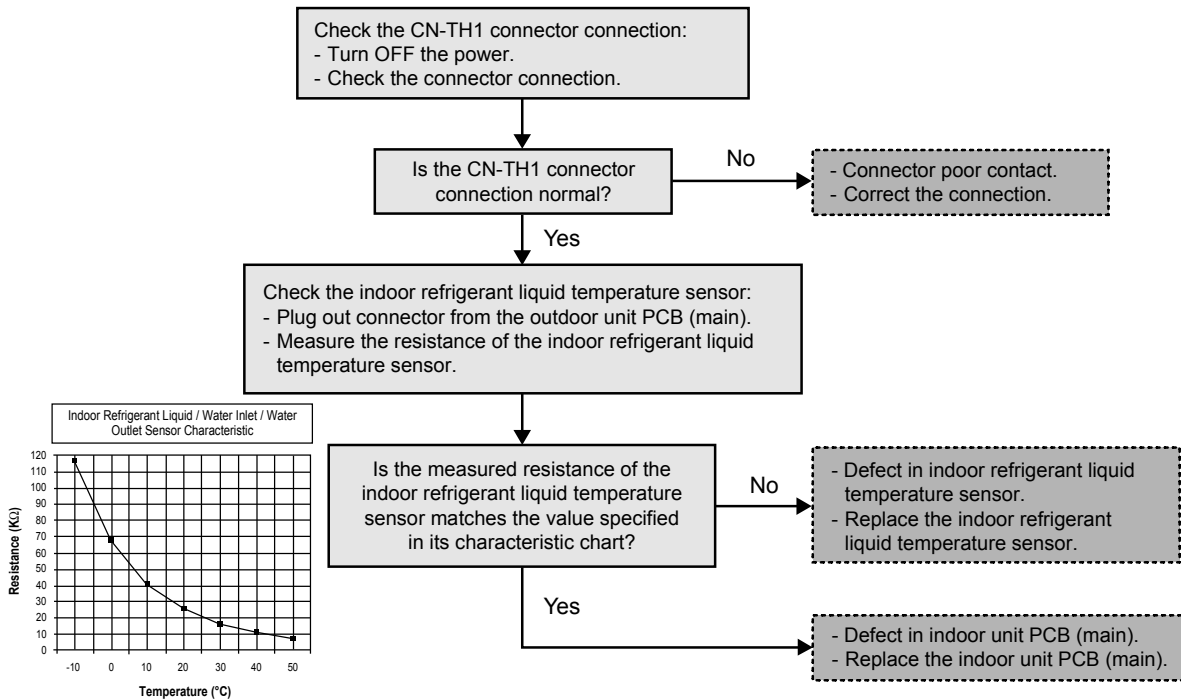 Check the CN-TH1 connector connection:
- Turn OFF the power.
- Check the connector connection.
Is the CN-TH1 connector
connection normal?
No
- Connector poor contact.
- Correct the connection.
Yes
Check the indoor refrigerant liquid temperature sensor:
- Plug out connector from the outdoor unit PCB (main).
- Measure the resistance of the indoor refrigerant liquid
temperature sensor.
Indoor Refrigerant Liquid / Water Inlet / Water
Outlet Sensor Characteristic
120
110
100
90
80
70
60
50
40
30
20
10
0
Resistance (KΩ)
-10 0 10 20 30 40 50
Temperature (°C)
Is the measured resistance of the
indoor refrigerant liquid temperature
sensor matches the value specified
in its characteristic chart?
No
- Defect in indoor refrigerant liquid
temperature sensor.
- Replace the indoor refrigerant
liquid temperature sensor.
Yes
- Defect in indoor unit PCB (main).
- Replace the indoor unit PCB (main).